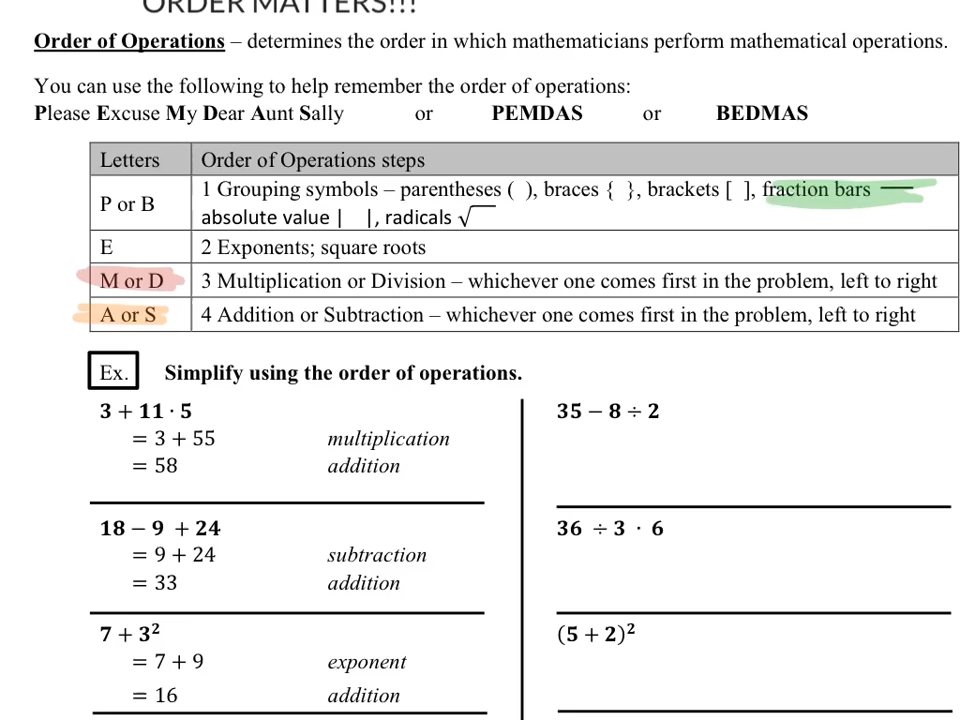 ORDER MATTERS!!!
Order of Operations – determines the order in which mathematicians perform mathematical operations.
You can use the following to help remember the order of operations:
Please Excuse My Dear Aunt Sally or PEMDAS or BEDMAS
Letters Order of Operations steps
P or B 1 Grouping symbols – parentheses ( ), braces { }, brackets [ ], fraction bars —
absolute value | |, radicals √
E 2 Exponents; square roots
M or D 3 Multiplication or Division – whichever one comes first in the problem, left to right
A or S 4 Addition or Subtraction – whichever one comes first in the problem, left to right
Ex. Simplify using the order of operations.
3 + 11 · 5
= 3 + 55 multiplication
= 58 addition
35 − 8 ÷ 2
18 − 9 + 24
= 9 + 24 subtraction
= 33 addition
36 ÷ 3 · 6
7 + 3²
= 7 + 9 exponent
= 16 addition
(5 + 2)²